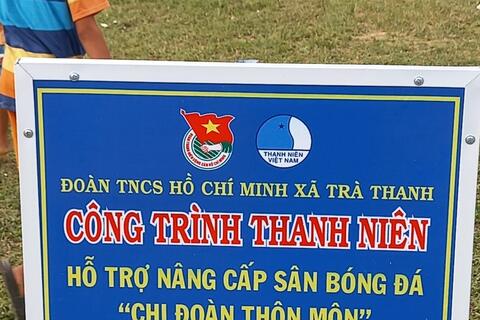 THANH NIÊN
VIỆT NAM
ĐOÀN TNCS HỒ CHÍ MINH XÃ TRÀ THANH
CÔNG TRÌNH THANH NIÊN
HỖ TRỢ NÂNG CẤP SÂN BÓNG ĐÁ
"CHI ĐOÀN THÔN MÔN"